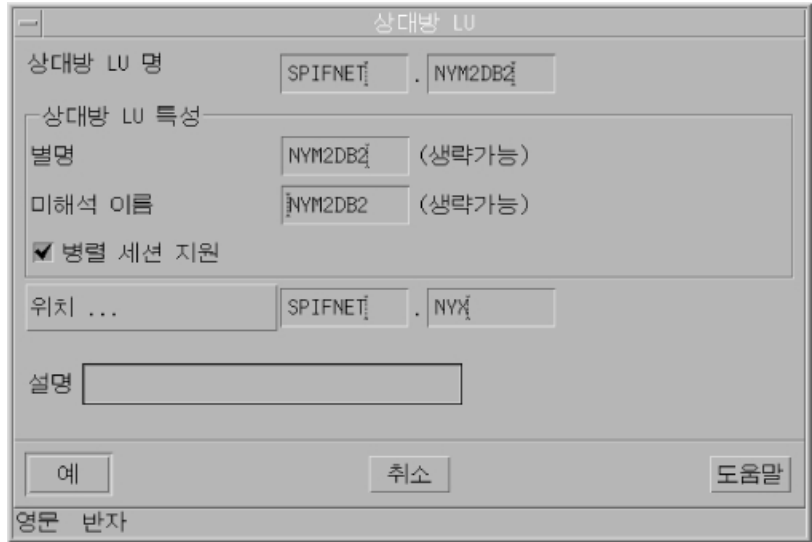 상대방 LU
상대방 LU 명 SPIFNET . NYM2DB2
상대방 LU 특성
별명 NYM2DB2 (생략가능)
미해석 이름 NYM2DB2 (생략가능)
병렬 세션 지원
위치 ... SPIFNET . NYX
설명
예 취소 도움말
영문 반자